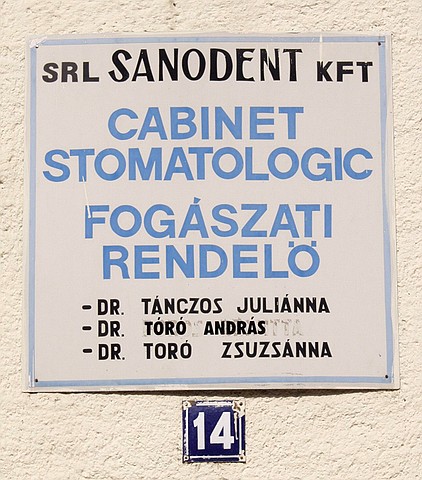 SRL SANODENT KFT
CABINET
STOMATOLOGIC
FOGÁSZATI
RENDELŐ
- DR. TÁNCZOS JULIÁNNA
- DR. TÓRÓ ANDRÁS
- DR. TORÓ ZSUZSÁNNA
14